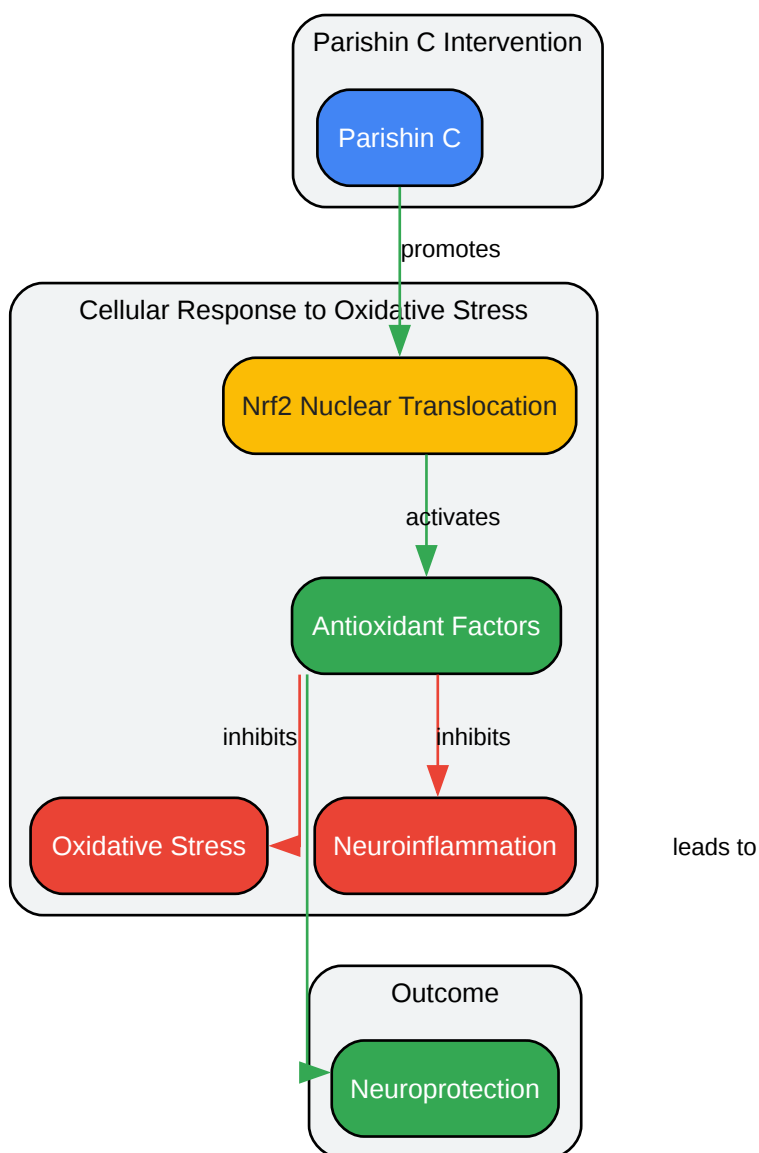 Parishin C Intervention
Parishin C
promotes
Cellular Response to Oxidative Stress
Nrf2 Nuclear Translocation
activates
Antioxidant Factors
inhibits
inhibits
Oxidative Stress
Neuroinflammation
leads to
Outcome
Neuroprotection